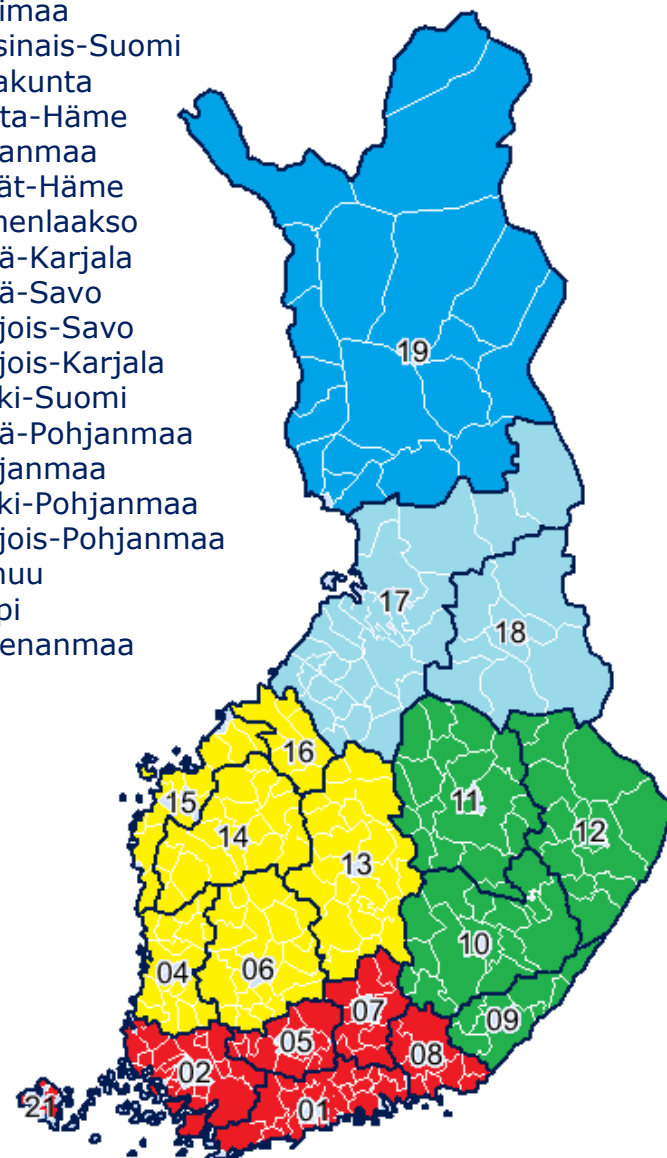 imaa
sinais-Suomi
akunta
ta-Häme
anmaa
ät-Häme
nenlaakso
ä-Karjala
ä-Savo
jois-Savo
jois-Karjala
ki-Suomi
ä-Pohjanmaa
janmaa
ki-Pohjanmaa
jois-Pohjanmaa
nuu
pi
enanmaa
19
17
18
16
15
11
14
12
13
10
04
06
07
09
05
08
02
21
01